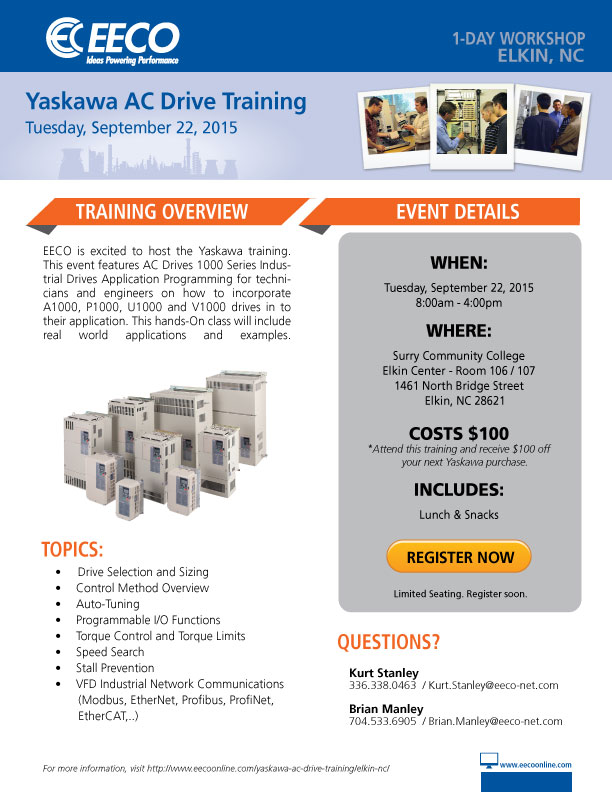 EECO
Ideas Powering Performance
1-DAY WORKSHOP
ELKIN, NC
Yaskawa AC Drive Training
Tuesday, September 22, 2015
TRAINING OVERVIEW
EECO is excited to host the Yaskawa training.
This event features AC Drives 1000 Series Indus-
trial Drives Application Programming for techni-
cians and engineers on how to incorporate
A1000, P1000, U1000 and V1000 drives in to
their application. This hands-On class will include
real world applications and examples.
TOPICS:
• Drive Selection and Sizing
• Control Method Overview
• Auto-Tuning
• Programmable I/O Functions
• Torque Control and Torque Limits
• Speed Search
• Stall Prevention
• VFD Industrial Network Communications
(Modbus, EtherNet, Profibus, ProfiNet,
EtherCAT,..)
EVENT DETAILS
WHEN:
Tuesday, September 22, 2015
8:00am - 4:00pm
WHERE:
Surry Community College
Elkin Center - Room 106 / 107
1461 North Bridge Street
Elkin, NC 28621
COSTS $100
*Attend this training and receive $100 off
your next Yaskawa purchase.
INCLUDES:
Lunch & Snacks
REGISTER NOW
Limited Seating. Register soon.
QUESTIONS?
Kurt Stanley
336.338.0463 / Kurt.Stanley@eeco-net.com
Brian Manley
704.533.6905 / Brian.Manley@eeco-net.com
For more information, visit http://www.eecoonline.com/yaskawa-ac-drive-training/elkin-nc/
www.eecoonline.com